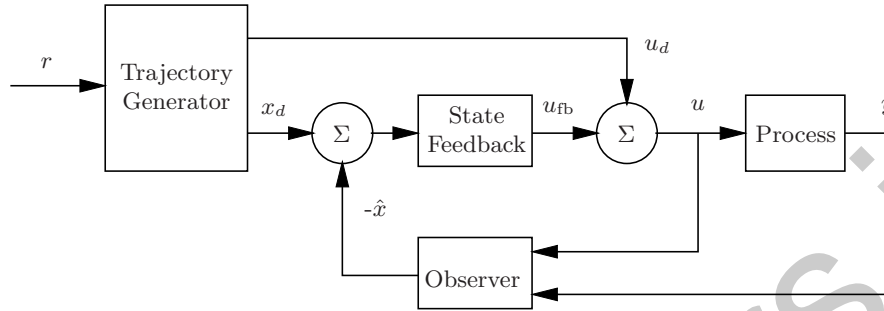 r
Trajectory
Generator
u_d
x_d
Σ
State
Feedback
u_fb
Σ
u
Process
-x̂
Observer